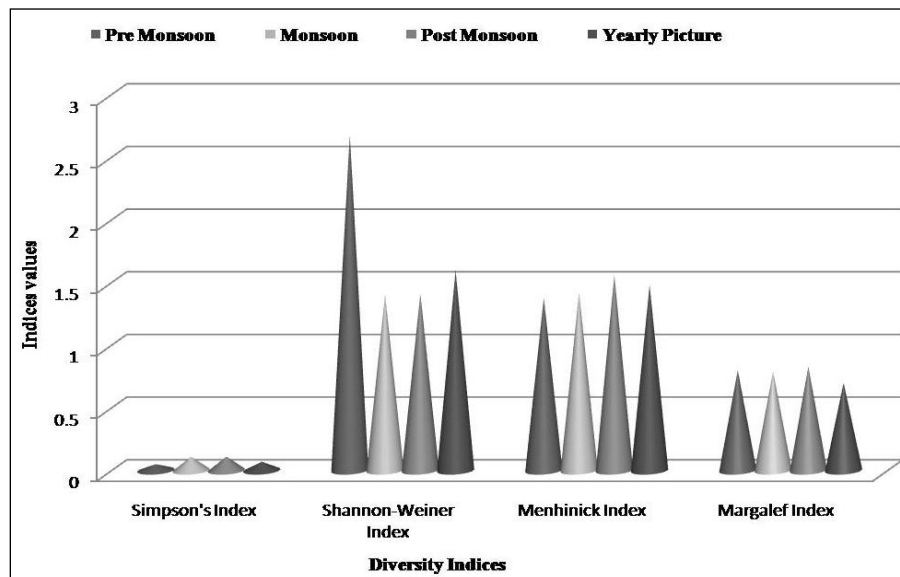 Pre Monsoon Monsoon Post Monsoon Yearly Picture
3
2.5
2
1.5
1
0.5
0
Indices values
Simpson's Index Shannon-Weiner Index Menhinick Index Margalef Index
Diversity Indices